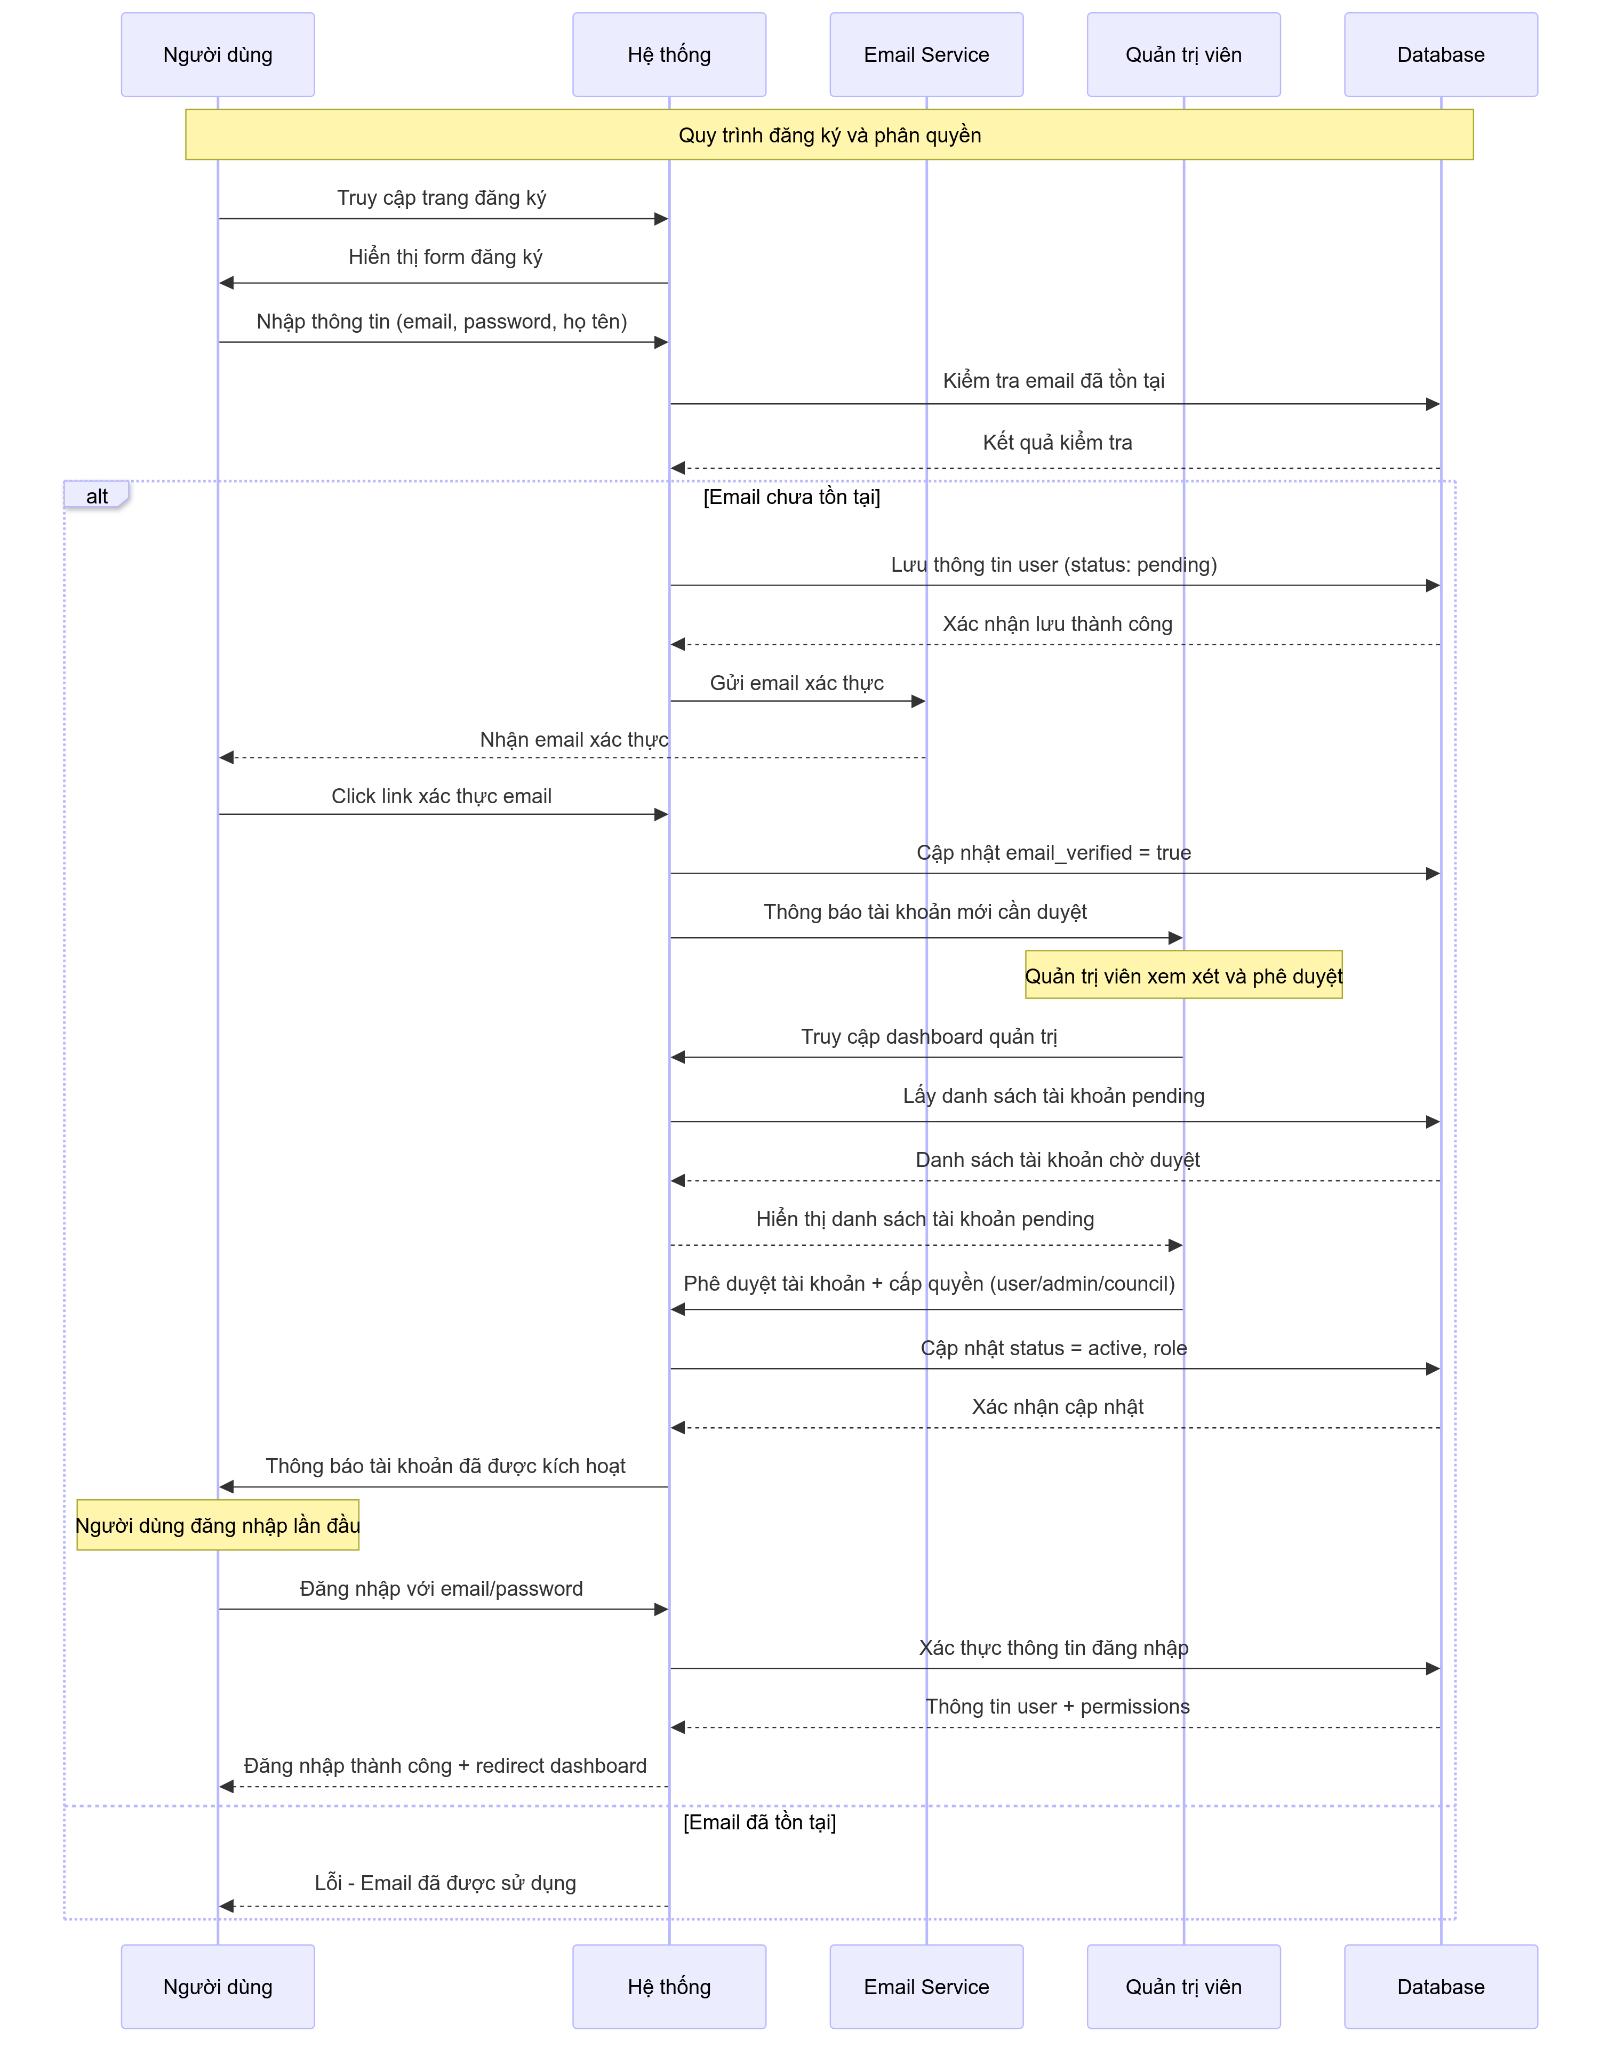 Người dùng
Hệ thống
Email Service
Quản trị viên
Database
Quy trình đăng ký và phân quyền
Truy cập trang đăng ký
Hiển thị form đăng ký
Nhập thông tin (email, password, họ tên)
Kiểm tra email đã tồn tại
Kết quả kiểm tra
alt
[Email chưa tồn tại]
Lưu thông tin user (status: pending)
Xác nhận lưu thành công
Gửi email xác thực
Nhận email xác thực
Click link xác thực email
Cập nhật email_verified = true
Thông báo tài khoản mới cần duyệt
Quản trị viên xem xét và phê duyệt
Truy cập dashboard quản trị
Lấy danh sách tài khoản pending
Danh sách tài khoản chờ duyệt
Hiển thị danh sách tài khoản pending
Phê duyệt tài khoản + cấp quyền (user/admin/council)
Cập nhật status = active, role
Xác nhận cập nhật
Thông báo tài khoản đã được kích hoạt
Người dùng đăng nhập lần đầu
Đăng nhập với email/password
Xác thực thông tin đăng nhập
Thông tin user + permissions
Đăng nhập thành công + redirect dashboard
[Email đã tồn tại]
Lỗi - Email đã được sử dụng
Người dùng
Hệ thống
Email Service
Quản trị viên
Database